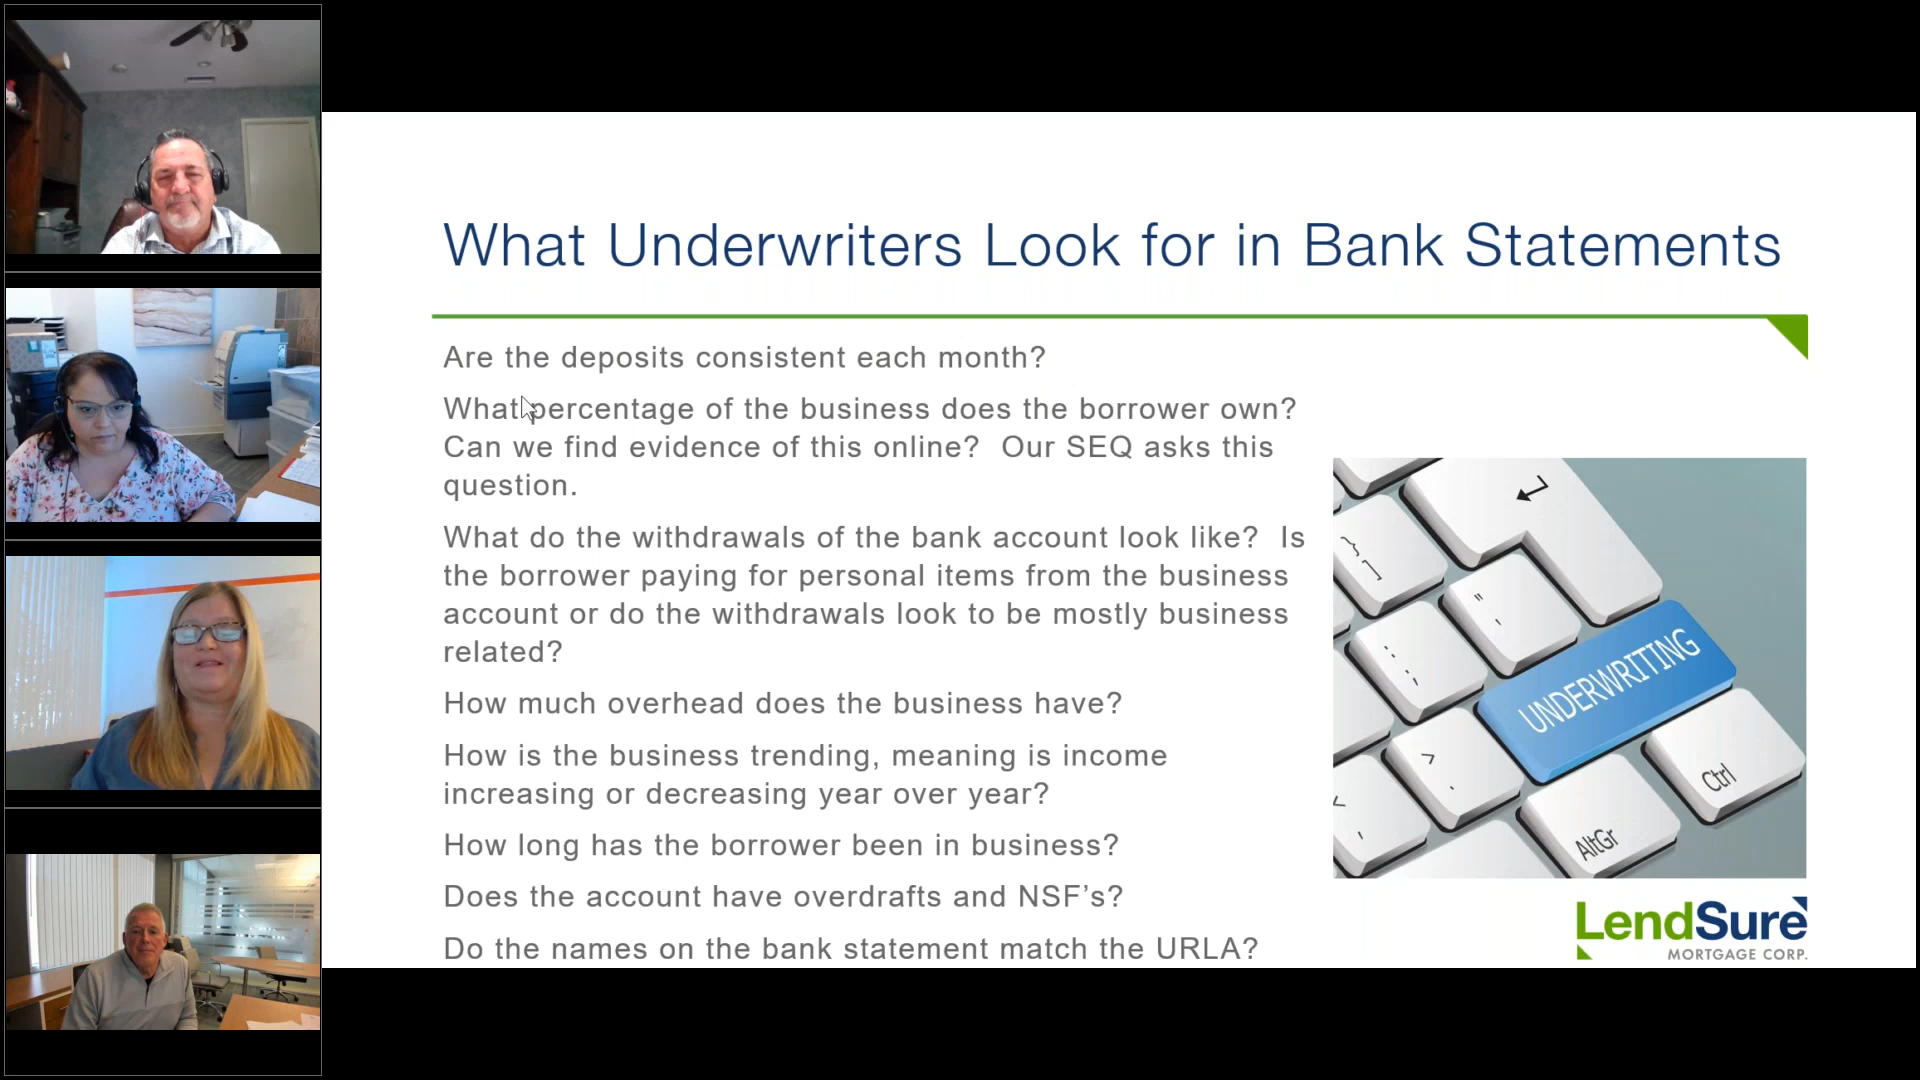 What Underwriters Look for in Bank Statements
Are the deposits consistent each month?
What percentage of the business does the borrower own?
Can we find evidence of this online?  Our SEQ asks this
question.
What do the withdrawals of the bank account look like?  Is
the borrower paying for personal items from the business
account or do the withdrawals look to be mostly business
related?
How much overhead does the business have?
How is the business trending, meaning is income
increasing or decreasing year over year?
How long has the borrower been in business?
Does the account have overdrafts and NSF’s?
Do the names on the bank statement match the URLA?
UNDERWRITING
Ctrl
AltGr
LendSure
MORTGAGE CORP.